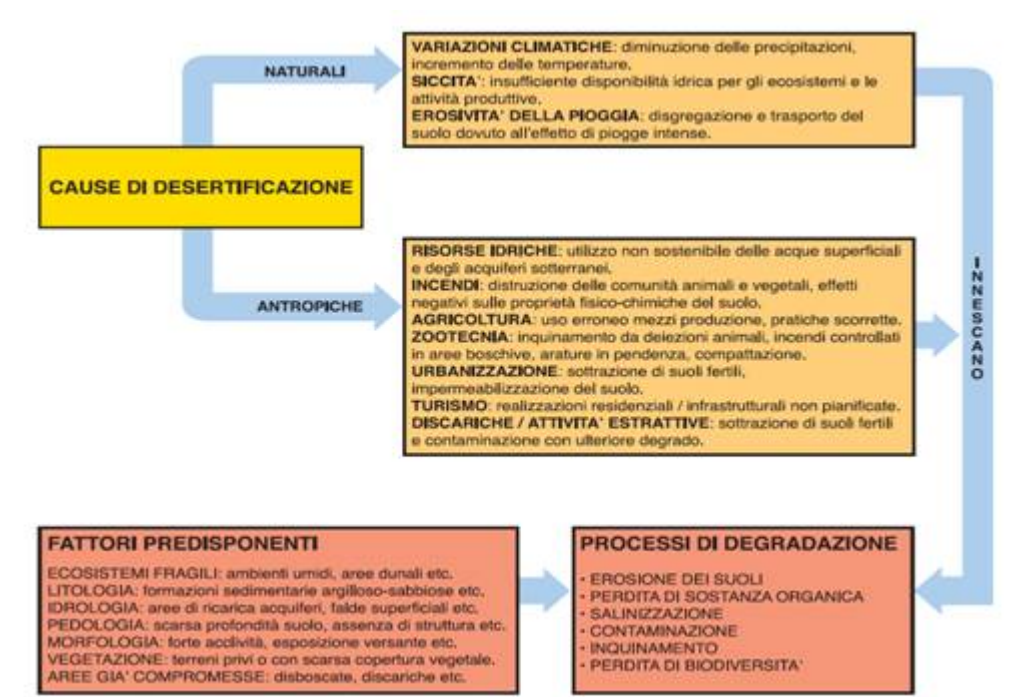 NATURALI
VARIAZIONI CLIMATICHE: diminuzione delle precipitazioni,
incremento delle temperature.
SICCITA': insufficiente disponibilità idrica per gli ecosistemi e le
attività produttive.
EROSIVITA' DELLA PIOGGIA: disgregazione e trasporto del
suolo dovuto all'effetto di piogge intense.
CAUSE DI DESERTIFICAZIONE
ANTROPICHE
RISORSE IDRICHE: utilizzo non sostenibile delle acque superficiali
e degli acquiferi sotterranei.
INCENDI: distruzione delle comunità animali e vegetali, effetti
negativi sulle proprietà fisico-chimiche del suolo.
AGRICOLTURA: uso erroneo mezzi produzione, pratiche scorrette.
ZOOTECNIA: inquinamento da deiezioni animali, incendi controllati
in aree boschive, arature in pendenza, compattazione.
URBANIZZAZIONE: sottrazione di suoli fertili,
impermeabilizzazione del suolo.
TURISMO: realizzazioni residenziali / infrastrutturali non pianificate.
DISCARICHE / ATTIVITA' ESTRATTIVE: sottrazione di suoli fertili
e contaminazione con ulteriore degrado.
INNESCANO
FATTORI PREDISPONENTI
ECOSISTEMI FRAGILI: ambienti umidi, aree dunali etc.
LITOLOGIA: formazioni sedimentarie argilloso-sabbiose etc.
IDROLOGIA: aree di ricarica acquiferi, falde superficiali etc.
PEDOLOGIA: scarsa profondità suolo, assenza di struttura etc.
MORFOLOGIA: forte acclività, esposizione versante etc.
VEGETAZIONE: terreni privi o con scarsa copertura vegetale.
AREE GIA' COMPROMESSE: disboscate, discariche etc.
PROCESSI DI DEGRADAZIONE
• EROSIONE DEI SUOLI
• PERDITA DI SOSTANZA ORGANICA
• SALINIZZAZIONE
• CONTAMINAZIONE
• INQUINAMENTO
• PERDITA DI BIODIVERSITA'